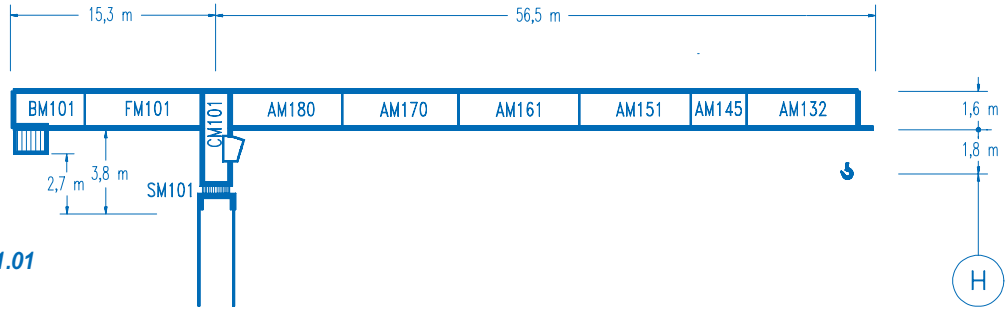 15,3 m
56,5 m
BM101
FM101
CM101
AM180
AM170
AM161
AM151
AM145
AM132
1,6 m
1,8 m
2,7 m
3,8 m
SM101
1.01
H